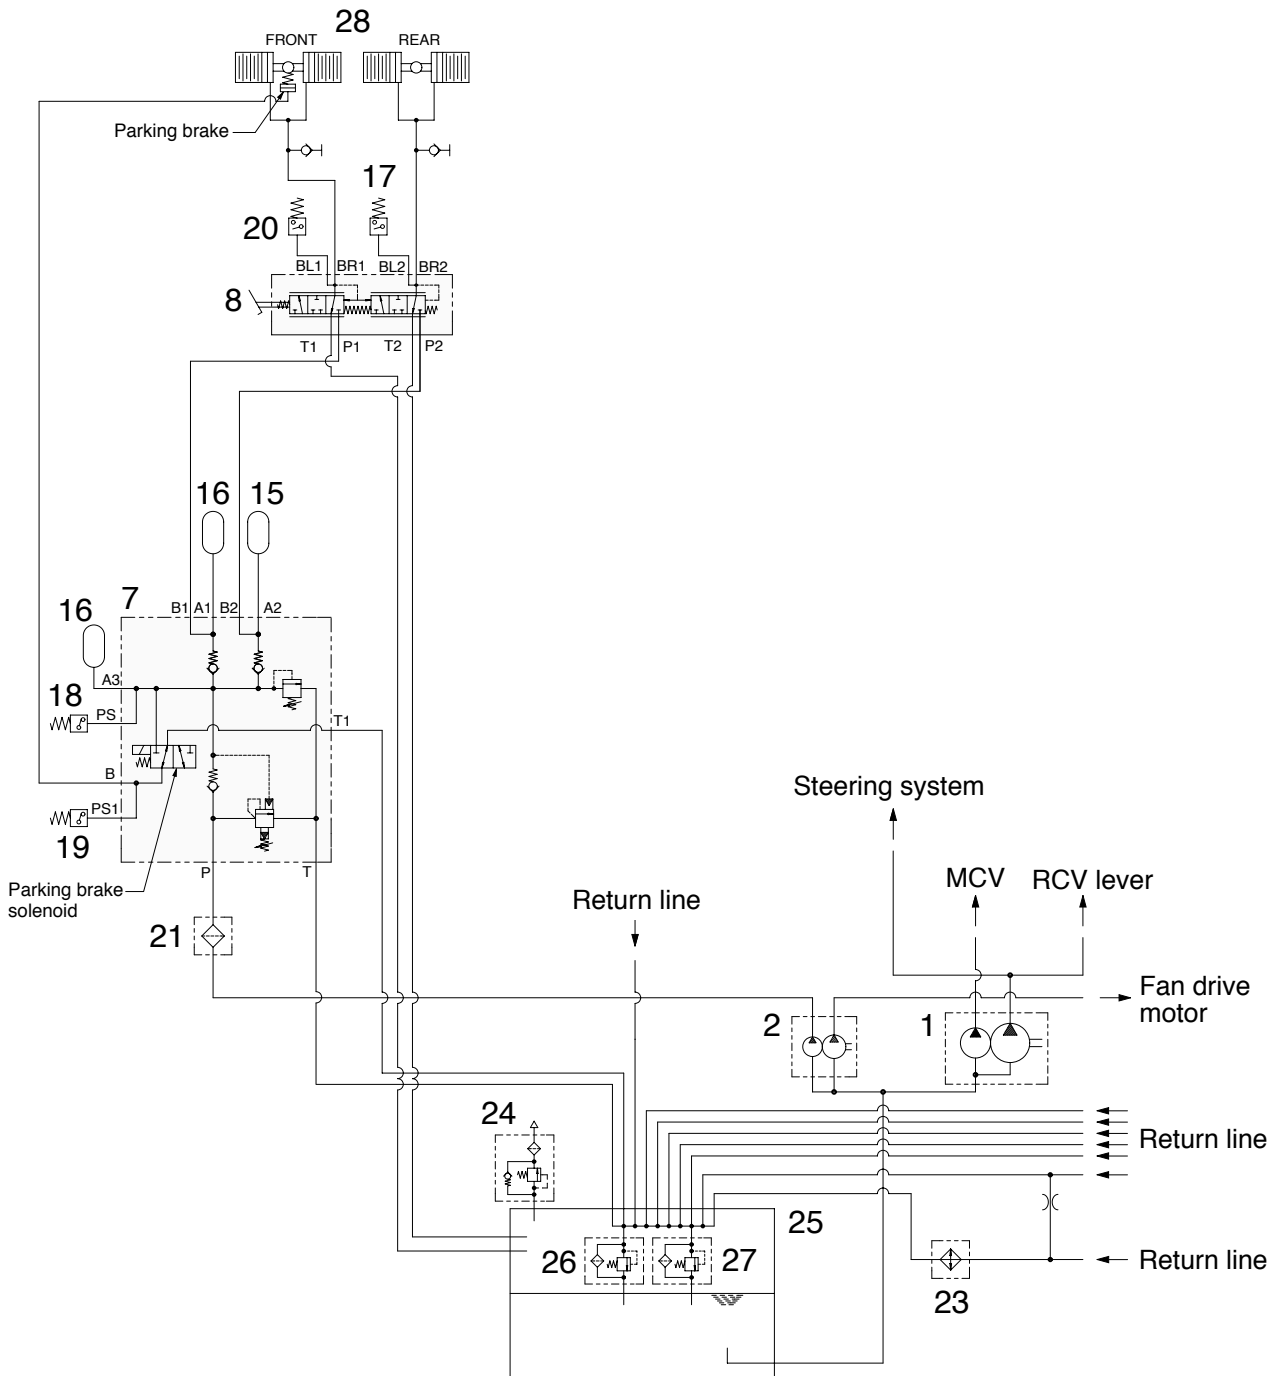 28
FRONT
REAR
Parking brake
17
20
BL1
BR1
BL2
BR2
8
T1
P1
T2
P2
16
15
7
B1
A1
B2
A2
16
A3
18
PS
T1
B
PS1
19
P
T
Parking brake
solenoid
21
Steering system
MCV
RCV lever
Return line
Fan drive
motor
2
1
24
Return line
25
26
27
Return line
23